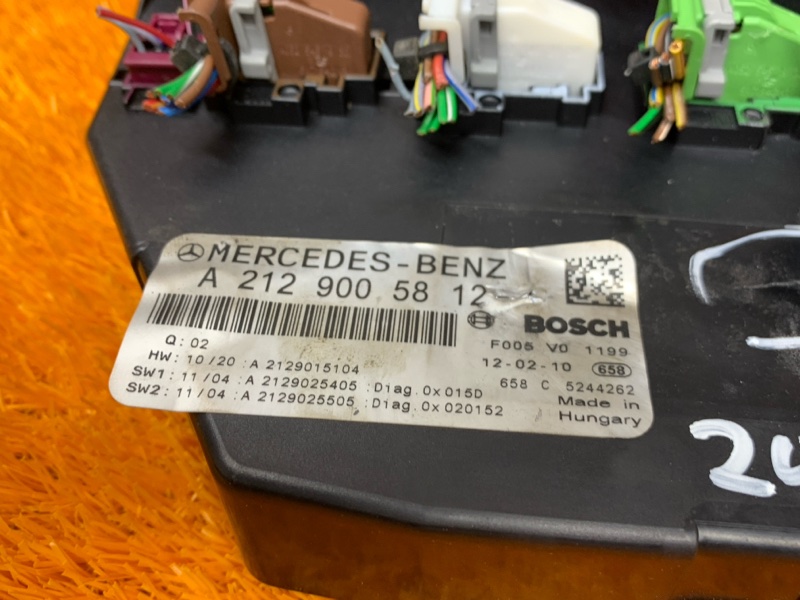 MERCEDES-BENZ
A 212 900 58 12
BOSCH
Q: 02
F005 V0 1199
HW: 10/20 :A 2129015104
12-02-10 658
SW1: 11/04 :A 2129025405 :Diag.0x015D
658 C 5244262
SW2: 11/04 :A 2129025505 :Diag.0x020152
Made in
Hungary